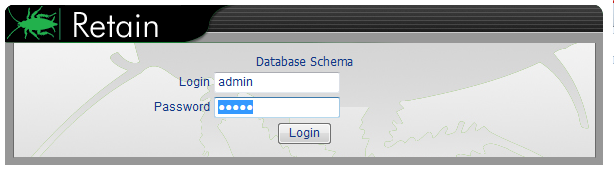 Retain
Database Schema
Login admin
Password •••••
Login